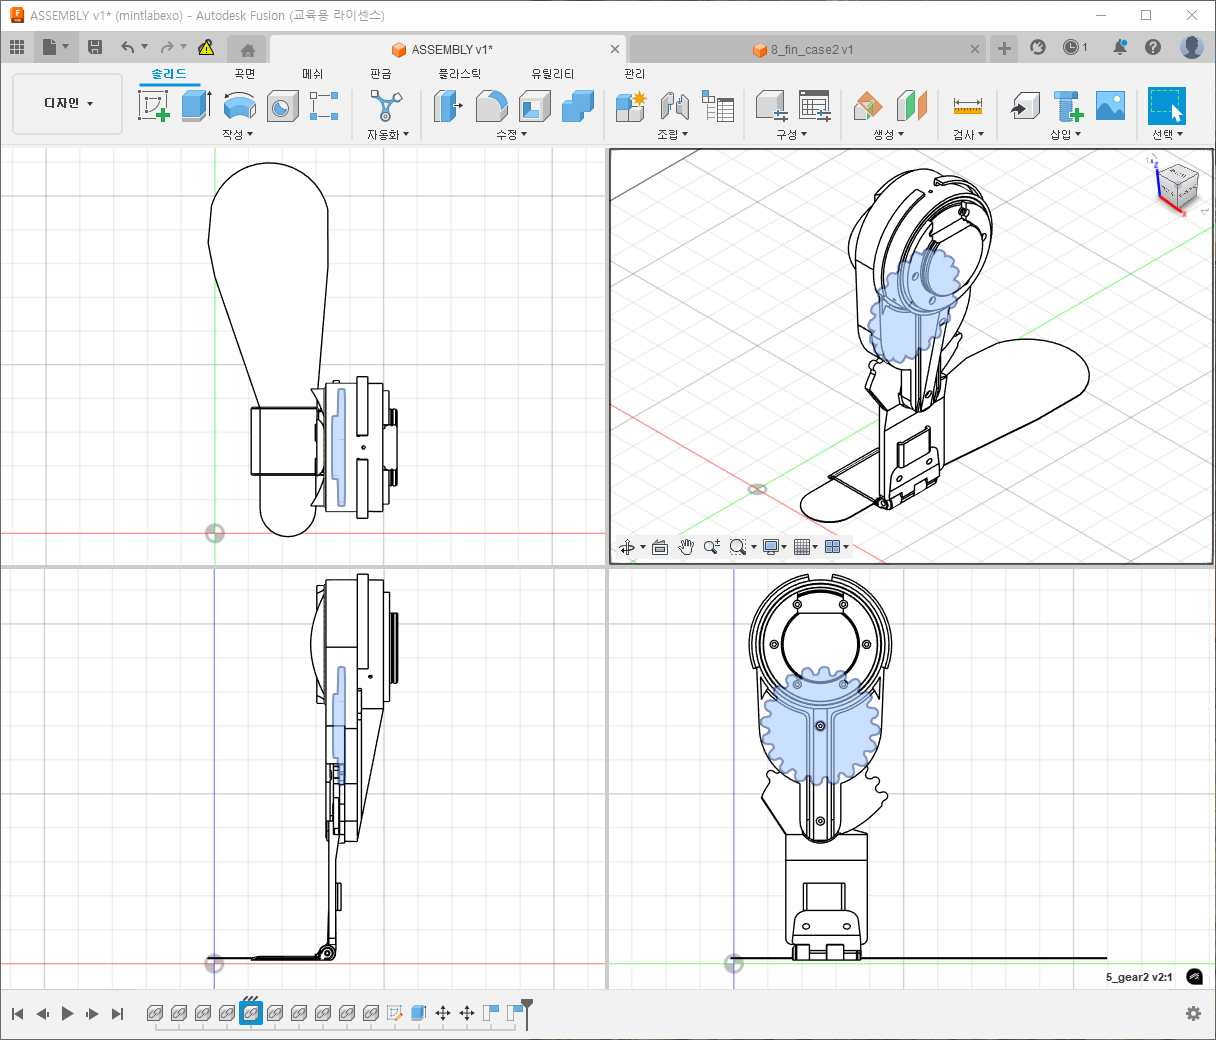 ASSEMBLY v1* (mintlabexo) - Autodesk Fusion (교육용 라이센스)
ASSEMBLY v1*
8_fin_case2 v1
1
디자인
솔리드 곡면 메쉬 판금 플라스틱 유틸리티 관리
작성 자동화 수정 조립 구성 생성 검사 삽입 선택
Z
X
5_gear2 v2:1